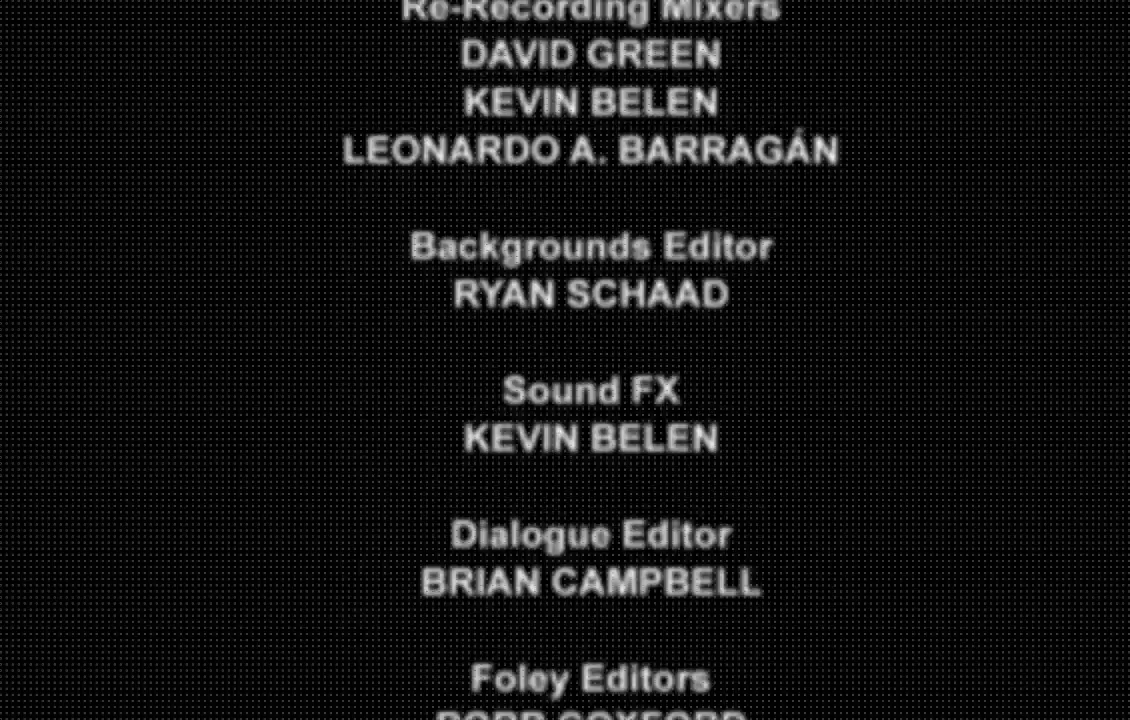 Re-Recording Mixers
DAVID GREEN
KEVIN BELEN
LEONARDO A. BARRAGÁN
Backgrounds Editor
RYAN SCHAAD
Sound FX
KEVIN BELEN
Dialogue Editor
BRIAN CAMPBELL
Foley Editors